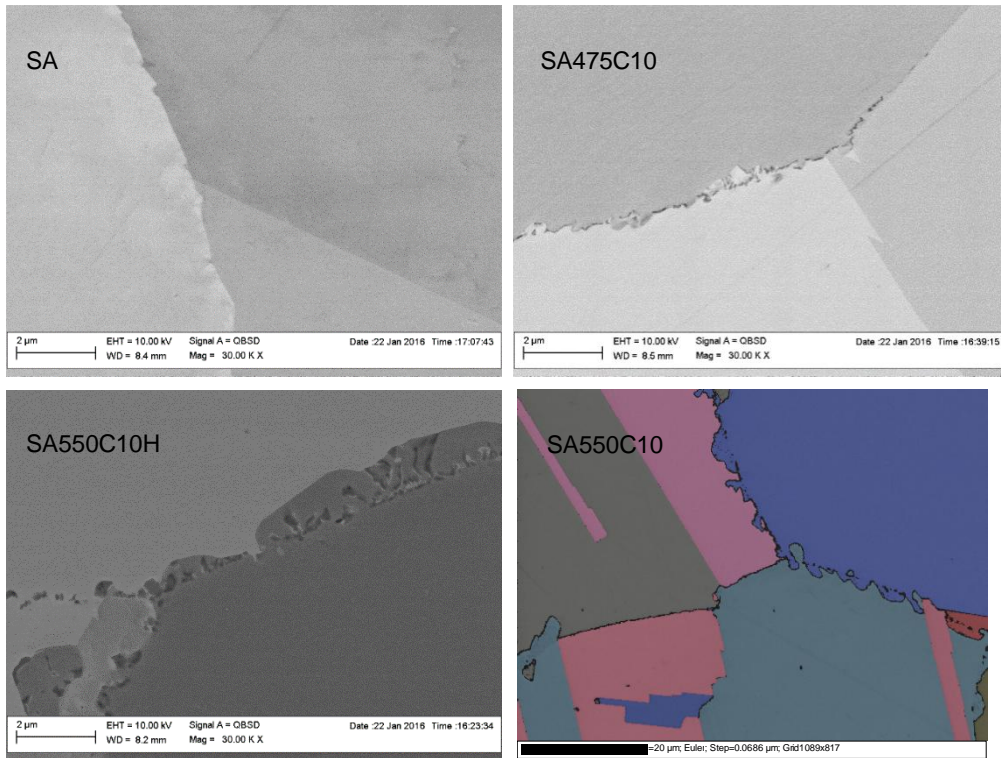 SA
SA475C10
2 µm
EHT = 10.00 kV Signal A = QBSD Date :22 Jan 2016 Time :17:07:43
WD = 8.4 mm Mag = 30.00 K X
2 µm
EHT = 10.00 kV Signal A = QBSD Date :22 Jan 2016 Time :16:39:15
WD = 8.5 mm Mag = 30.00 K X
SA550C10H
SA550C10
2 µm
EHT = 10.00 kV Signal A = QBSD Date :22 Jan 2016 Time :16:23:34
WD = 8.2 mm Mag = 30.00 K X
=20 µm; Euler; Step=0.0686 µm; Grid1089x817